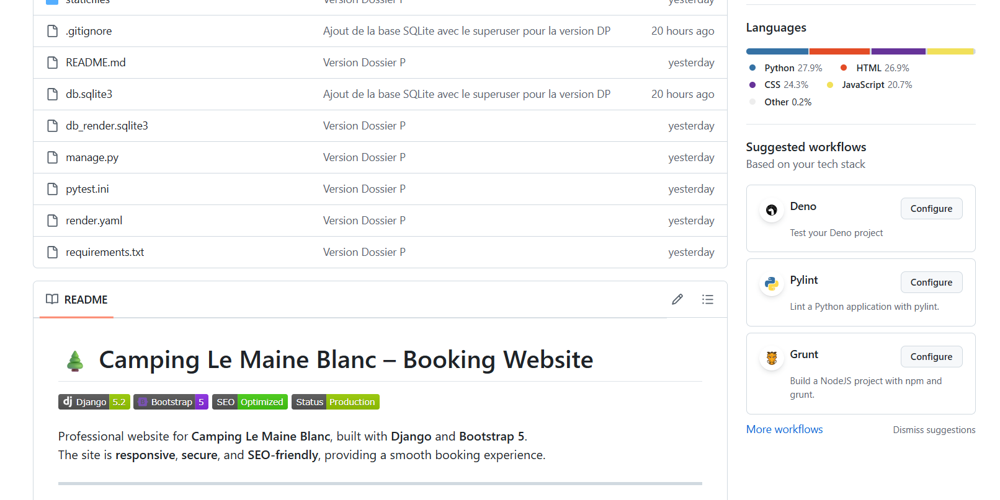 staticfiles Version Dossier P yesterday
.gitignore Ajout de la base SQLite avec le superuser pour la version DP 20 hours ago
README.md Version Dossier P yesterday
db.sqlite3 Ajout de la base SQLite avec le superuser pour la version DP 20 hours ago
db_render.sqlite3 Version Dossier P yesterday
manage.py Version Dossier P yesterday
pytest.ini Version Dossier P yesterday
render.yaml Version Dossier P yesterday
requirements.txt Version Dossier P yesterday
README
Camping Le Maine Blanc – Booking Website
dj Django 5.2 B Bootstrap 5 SEO Optimized Status Production
Professional website for Camping Le Maine Blanc, built with Django and Bootstrap 5.
The site is responsive, secure, and SEO-friendly, providing a smooth booking experience.
Languages
Python 27.9% HTML 26.9%
CSS 24.3% JavaScript 20.7%
Other 0.2%
Suggested workflows
Based on your tech stack
Deno Configure
Test your Deno project
Pylint Configure
Lint a Python application with pylint.
Grunt Configure
Build a NodeJS project with npm and
grunt.
More workflows Dismiss suggestions